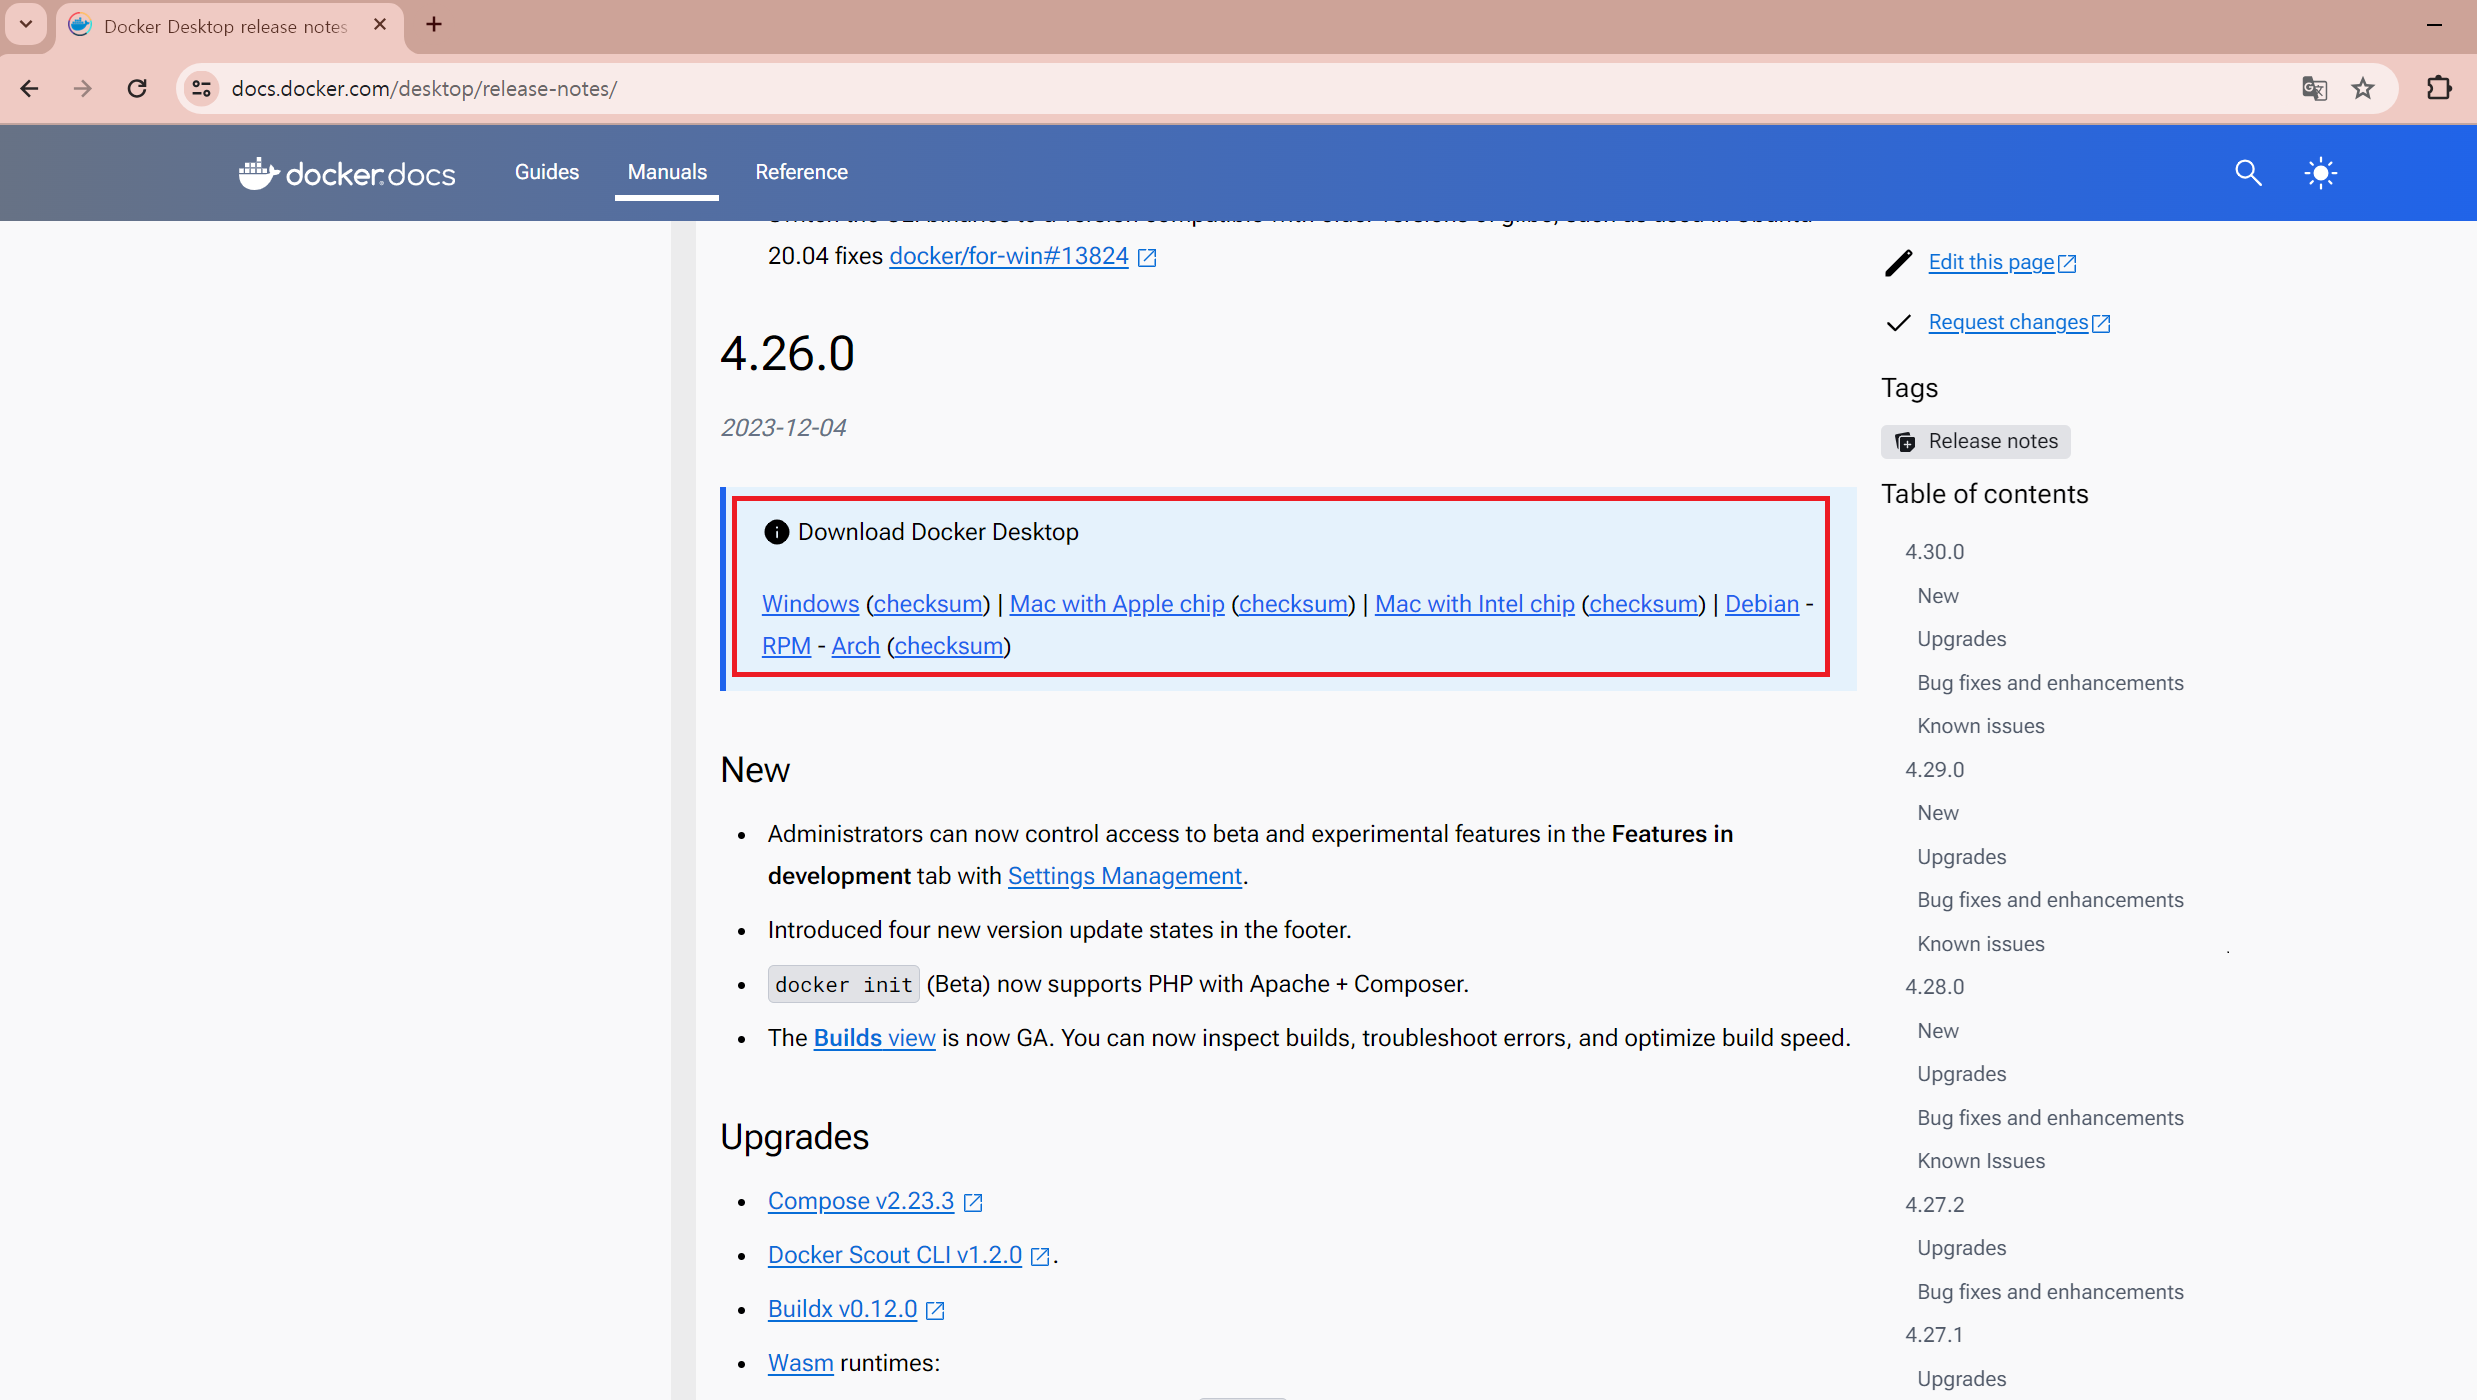 Docker Desktop release notes
docs.docker.com/desktop/release-notes/
docker.docs
Guides
Manuals
Reference
20.04 fixes docker/for-win#13824
4.26.0
2023-12-04
Download Docker Desktop
Windows (checksum) | Mac with Apple chip (checksum) | Mac with Intel chip (checksum) | Debian -
RPM - Arch (checksum)
New
• Administrators can now control access to beta and experimental features in the Features in
development tab with Settings Management.
• Introduced four new version update states in the footer.
• docker init (Beta) now supports PHP with Apache + Composer.
• The Builds view is now GA. You can now inspect builds, troubleshoot errors, and optimize build speed.
Upgrades
• Compose v2.23.3
• Docker Scout CLI v1.2.0.
• Buildx v0.12.0
• Wasm runtimes:
Edit this page
Request changes
Tags
Release notes
Table of contents
4.30.0
New
Upgrades
Bug fixes and enhancements
Known issues
4.29.0
New
Upgrades
Bug fixes and enhancements
Known issues
4.28.0
New
Upgrades
Bug fixes and enhancements
Known Issues
4.27.2
Upgrades
Bug fixes and enhancements
4.27.1
Upgrades